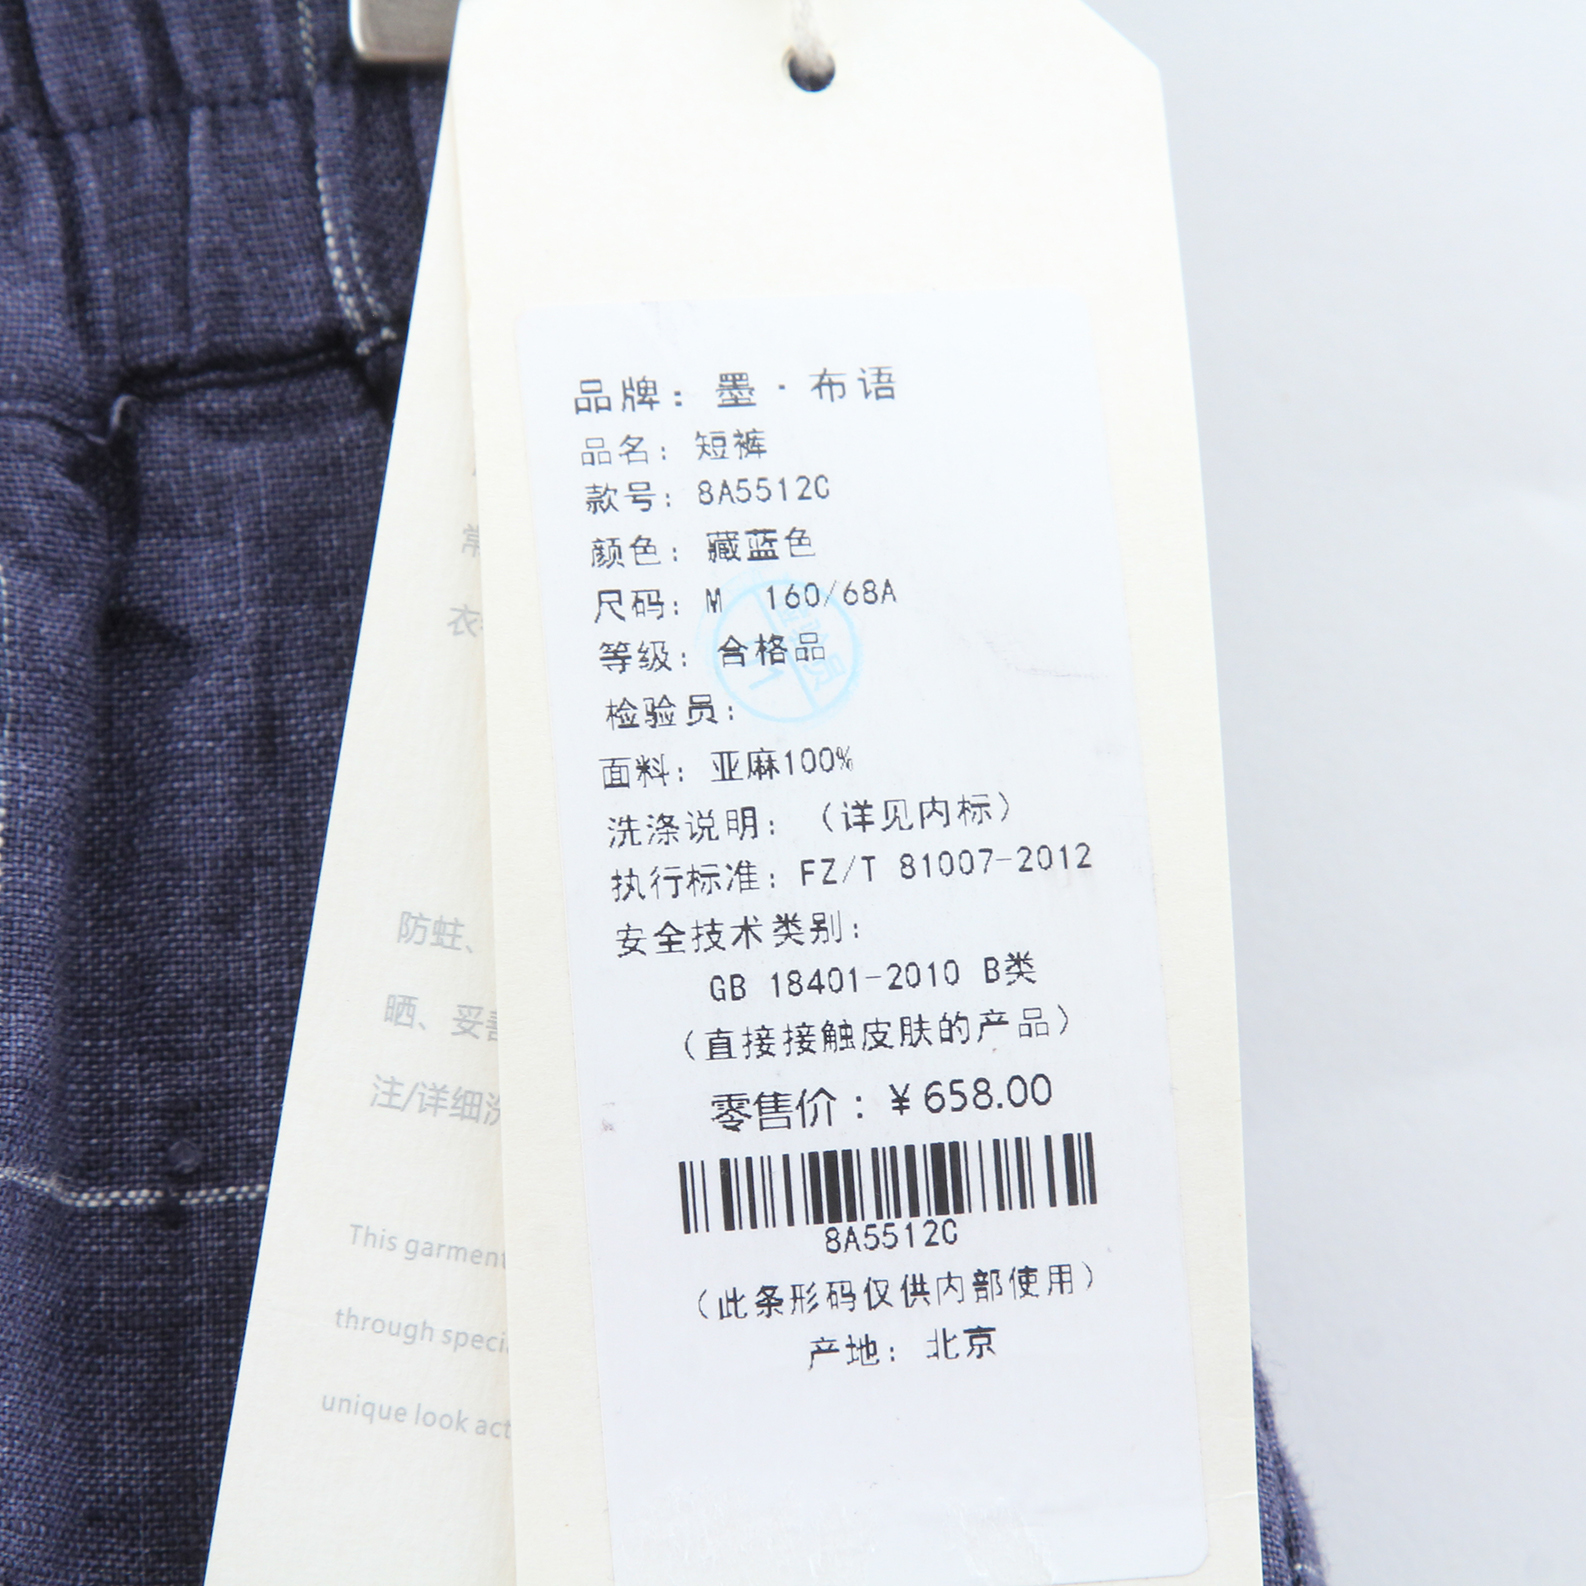 品牌：墨·布语
品名：短裤
款号：8A5512C
颜色：藏蓝色
尺码：M 160/68A
等级：合格品
检验员：
面料：亚麻100%
洗涤说明：（详见内标）
执行标准：FZ/T 81007-2012
安全技术类别：
GB 18401-2010 B类
（直接接触皮肤的产品）
零售价：¥658.00
8A5512C
（此条形码仅供内部使用）
产地：北京
防蛀、
晒、妥善
注/详细洗
This garment
through speci
unique look act